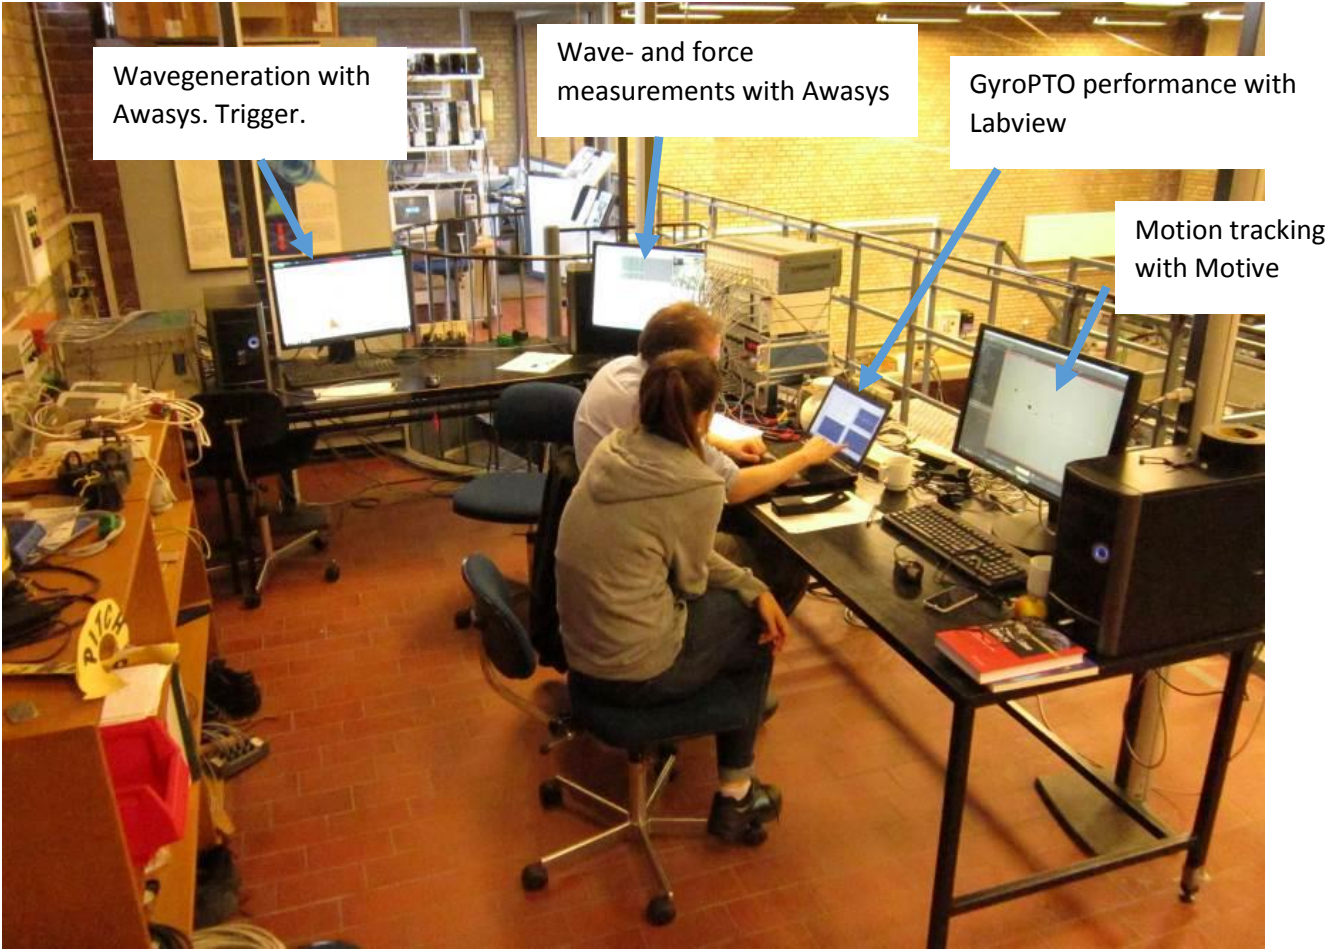 Wavegeneration with
Awasys. Trigger.
Wave- and force
measurements with Awasys
GyroPTO performance with
Labview
Motion tracking
with Motive
PITCH